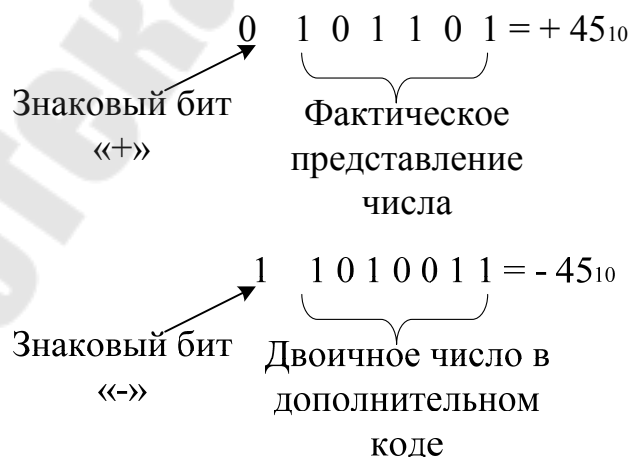 0 1 0 1 1 0 1 = + 45₁₀
Знаковый бит
«+»
Фактическое
представление
числа
1 1 0 1 0 0 1 1 = - 45₁₀
Знаковый бит
«-»
Двоичное число в
дополнительном
коде